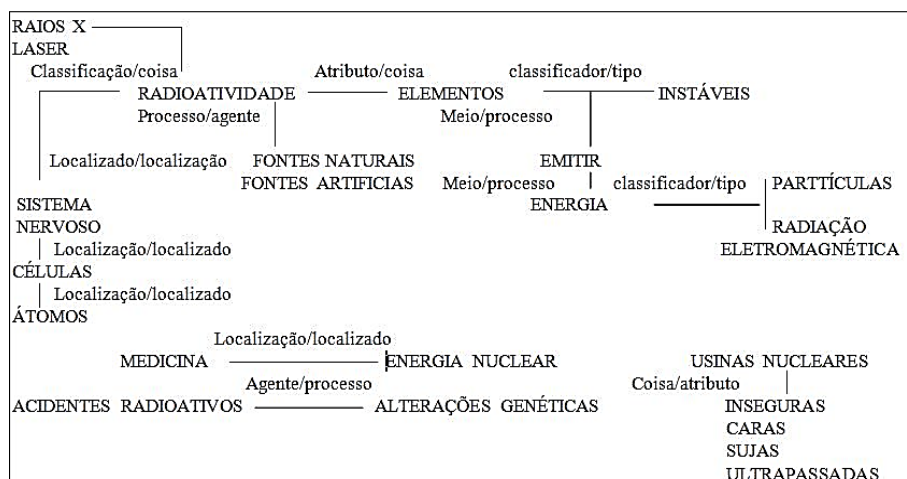 RAIOS X
LASER
Classificação/coisa Atributo/coisa classificador/tipo
RADIOATIVIDADE ELEMENTOS INSTÁVEIS
Processo/agente Meio/processo
Localizado/localização FONTES NATURAIS EMITIR
FONTES ARTIFICIAS Meio/processo classificador/tipo PARTTÍCULAS
SISTEMA ENERGIA
NERVOSO RADIAÇÃO
Localização/localizado ELETROMAGNÉTICA
CÉLULAS
Localização/localizado
ÁTOMOS
Localização/localizado
MEDICINA ENERGIA NUCLEAR USINAS NUCLEARES
Agente/processo Coisa/atributo
ACIDENTES RADIOATIVOS ALTERAÇÕES GENÉTICAS INSEGURAS
CARAS
SUJAS
ULTRAPASSADAS